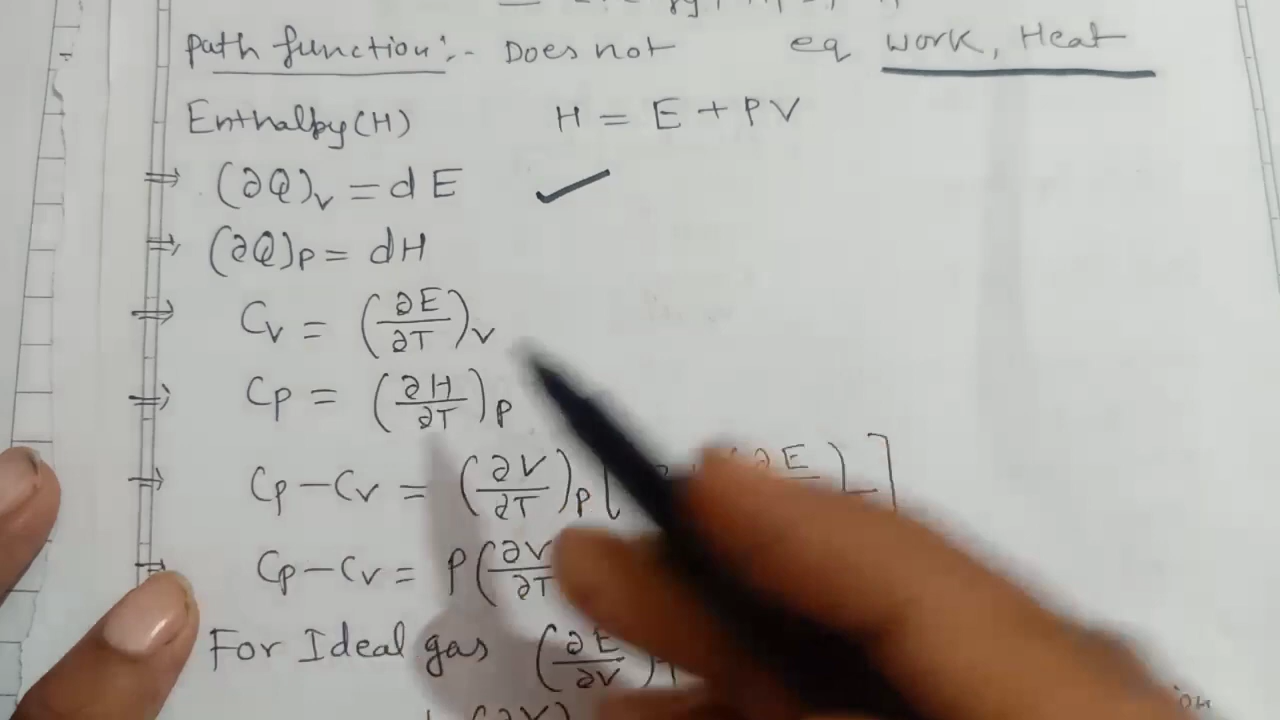 Path function:- Does not eq work, Heat
Enthalpy(H) H = E + PV
⇒ (∂Q)v = dE ✓
⇒ (∂Q)p = dH
⇒ Cv = (∂E/∂T)v
⇒ Cp = (∂H/∂T)p
⇒ Cp-Cv = (∂V/∂T)p [ (∂E ) ]
⇒ Cp-Cv = P(∂V/∂T
For Ideal gas (∂E/∂V)
(∂V)